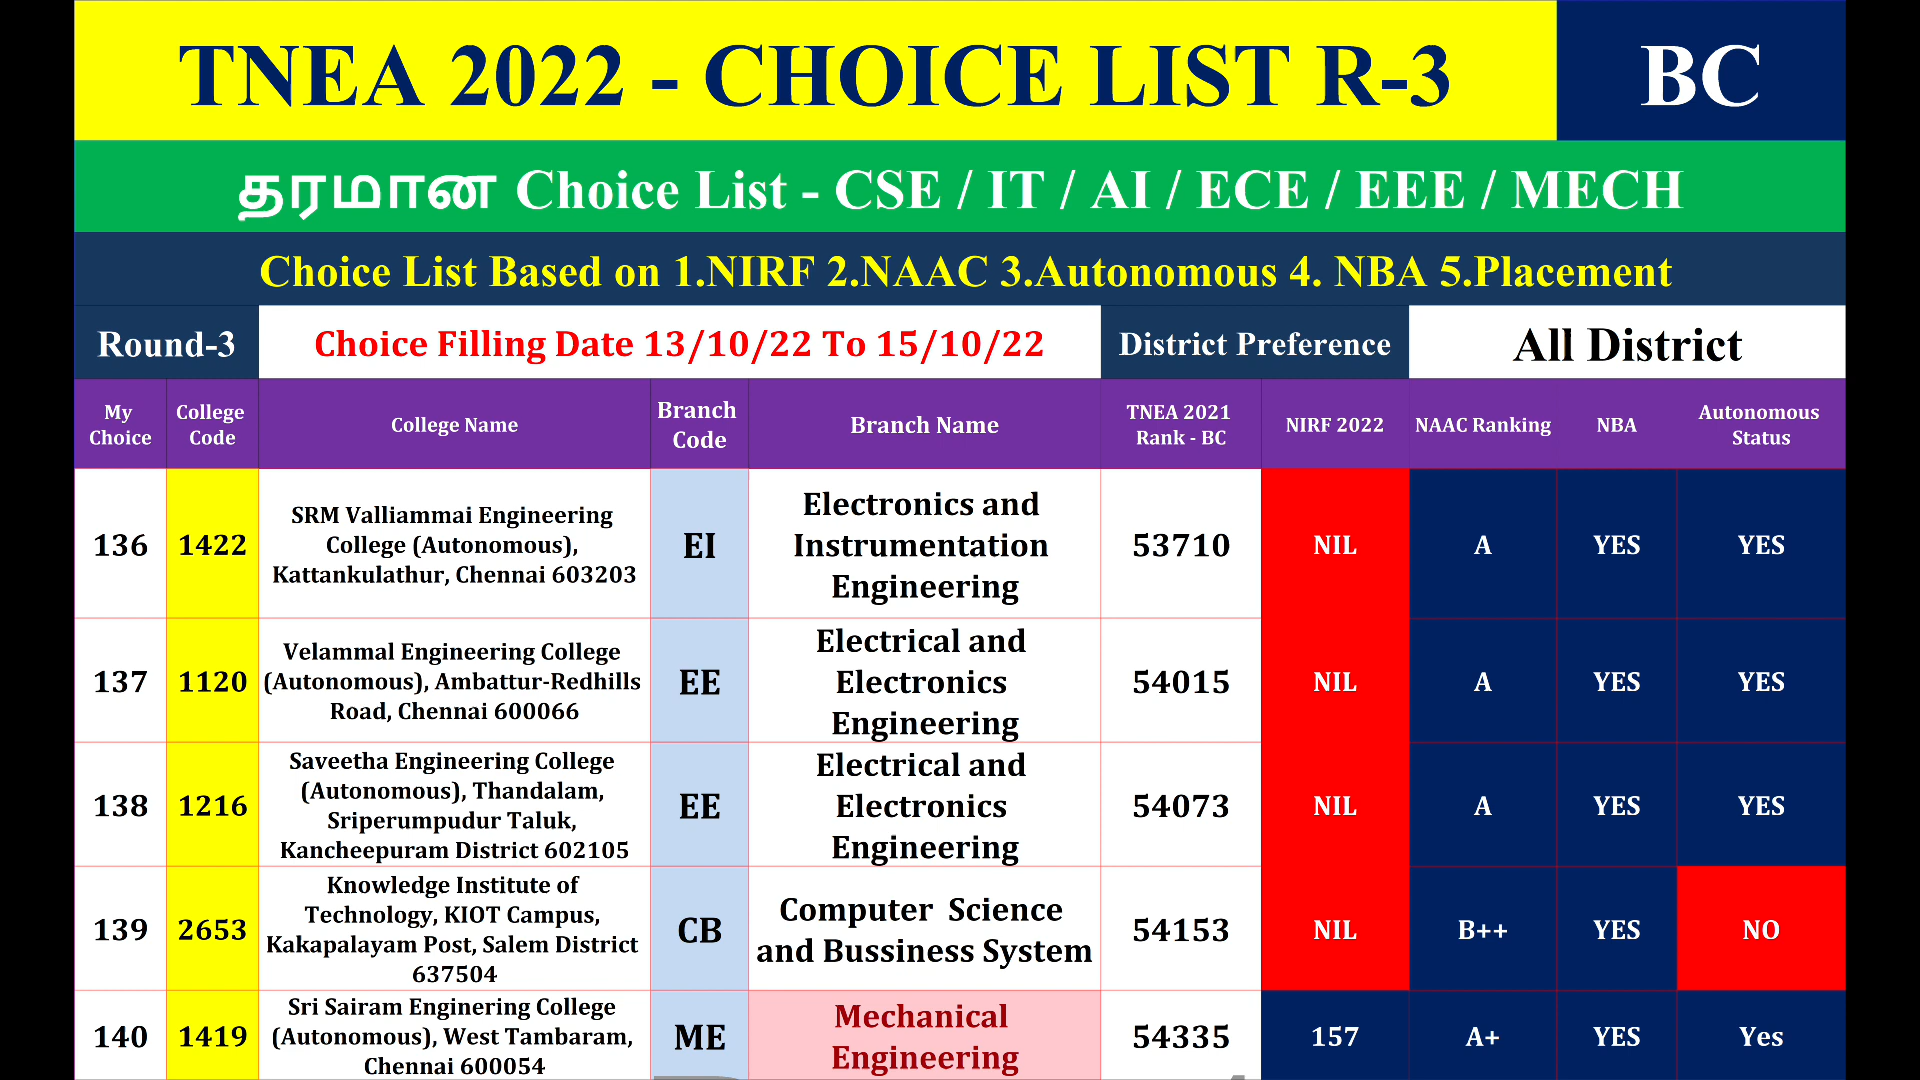 TNEA 2022 - CHOICE LIST R-3 BC
தரமான Choice List - CSE / IT / AI / ECE / EEE / MECH
Choice List Based on 1.NIRF 2.NAAC 3.Autonomous 4. NBA 5.Placement
Round-3 Choice Filling Date 13/10/22 To 15/10/22 District Preference All District
My Choice College Code College Name Branch Code Branch Name TNEA 2021 Rank - BC NIRF 2022 NAAC Ranking NBA Autonomous Status
136 1422 SRM Valliammai Engineering College (Autonomous), Kattankulathur, Chennai 603203 EI Electronics and Instrumentation Engineering 53710 NIL A YES YES
137 1120 Velammal Engineering College (Autonomous), Ambattur-Redhills Road, Chennai 600066 EE Electrical and Electronics Engineering 54015 NIL A YES YES
138 1216 Saveetha Engineering College (Autonomous), Thandalam, Sriperumpudur Taluk, Kancheepuram District 602105 EE Electrical and Electronics Engineering 54073 NIL A YES YES
139 2653 Knowledge Institute of Technology, KIOT Campus, Kakapalayam Post, Salem District 637504 CB Computer Science and Bussiness System 54153 NIL B++ YES NO
140 1419 Sri Sairam Enginering College (Autonomous), West Tambaram, Chennai 600054 ME Mechanical Engineering 54335 157 A+ YES Yes